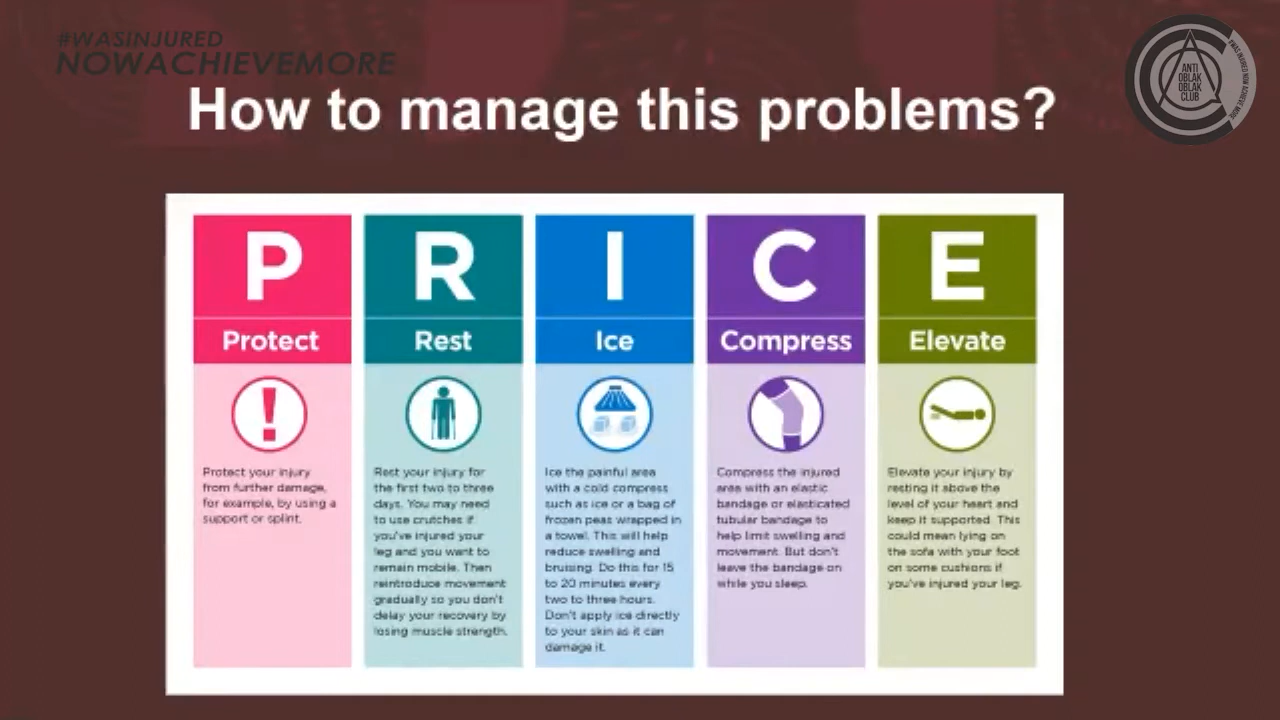 #WASINJURED
NOWACHIEVEMORE
ANTI
OBLAK
OBLAK
CLUB
#WAS INJURED NOW ACHIEVE MORE
How to manage this problems?
P
Protect
Protect your injury
from further damage,
for example, by using a
support or splint.
R
Rest
Rest your injury for
the first two to three
days. You may need
to use crutches if
you've injured your
leg and you want to
remain mobile. Then
reintroduce movement
gradually so you don't
delay your recovery by
losing muscle strength.
I
Ice
Ice the painful area
with a cold compress
such as ice or a bag of
frozen peas wrapped in
a towel. This will help
reduce swelling and
bruising. Do this for 15
to 20 minutes every
two to three hours.
Don't apply ice directly
to your skin as it can
damage it.
C
Compress
Compress the injured
area with an elastic
bandage or elasticated
tubular bandage to
help limit swelling and
movement. But don't
leave the bandage on
while you sleep.
E
Elevate
Elevate your injury by
resting it above the
level of your heart and
keep it supported. This
could mean lying on
the sofa with your foot
on some cushions if
you've injured your leg.